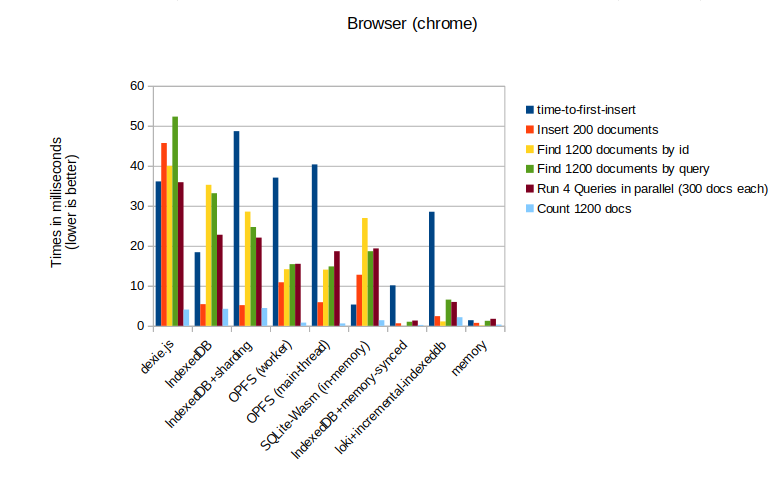 Browser (chrome)
Times in milliseconds
(lower is better)
60
50
40
30
20
10
0
dexie.js
IndexedDB
IndexedDB+sharding
OPFS (worker)
OPFS (main-thread)
SQLite-Wasm (in-memory)
IndexedDB+memory-synced
loki+incremental-indexeddb
memory
time-to-first-insert
Insert 200 documents
Find 1200 documents by id
Find 1200 documents by query
Run 4 Queries in parallel (300 docs each)
Count 1200 docs